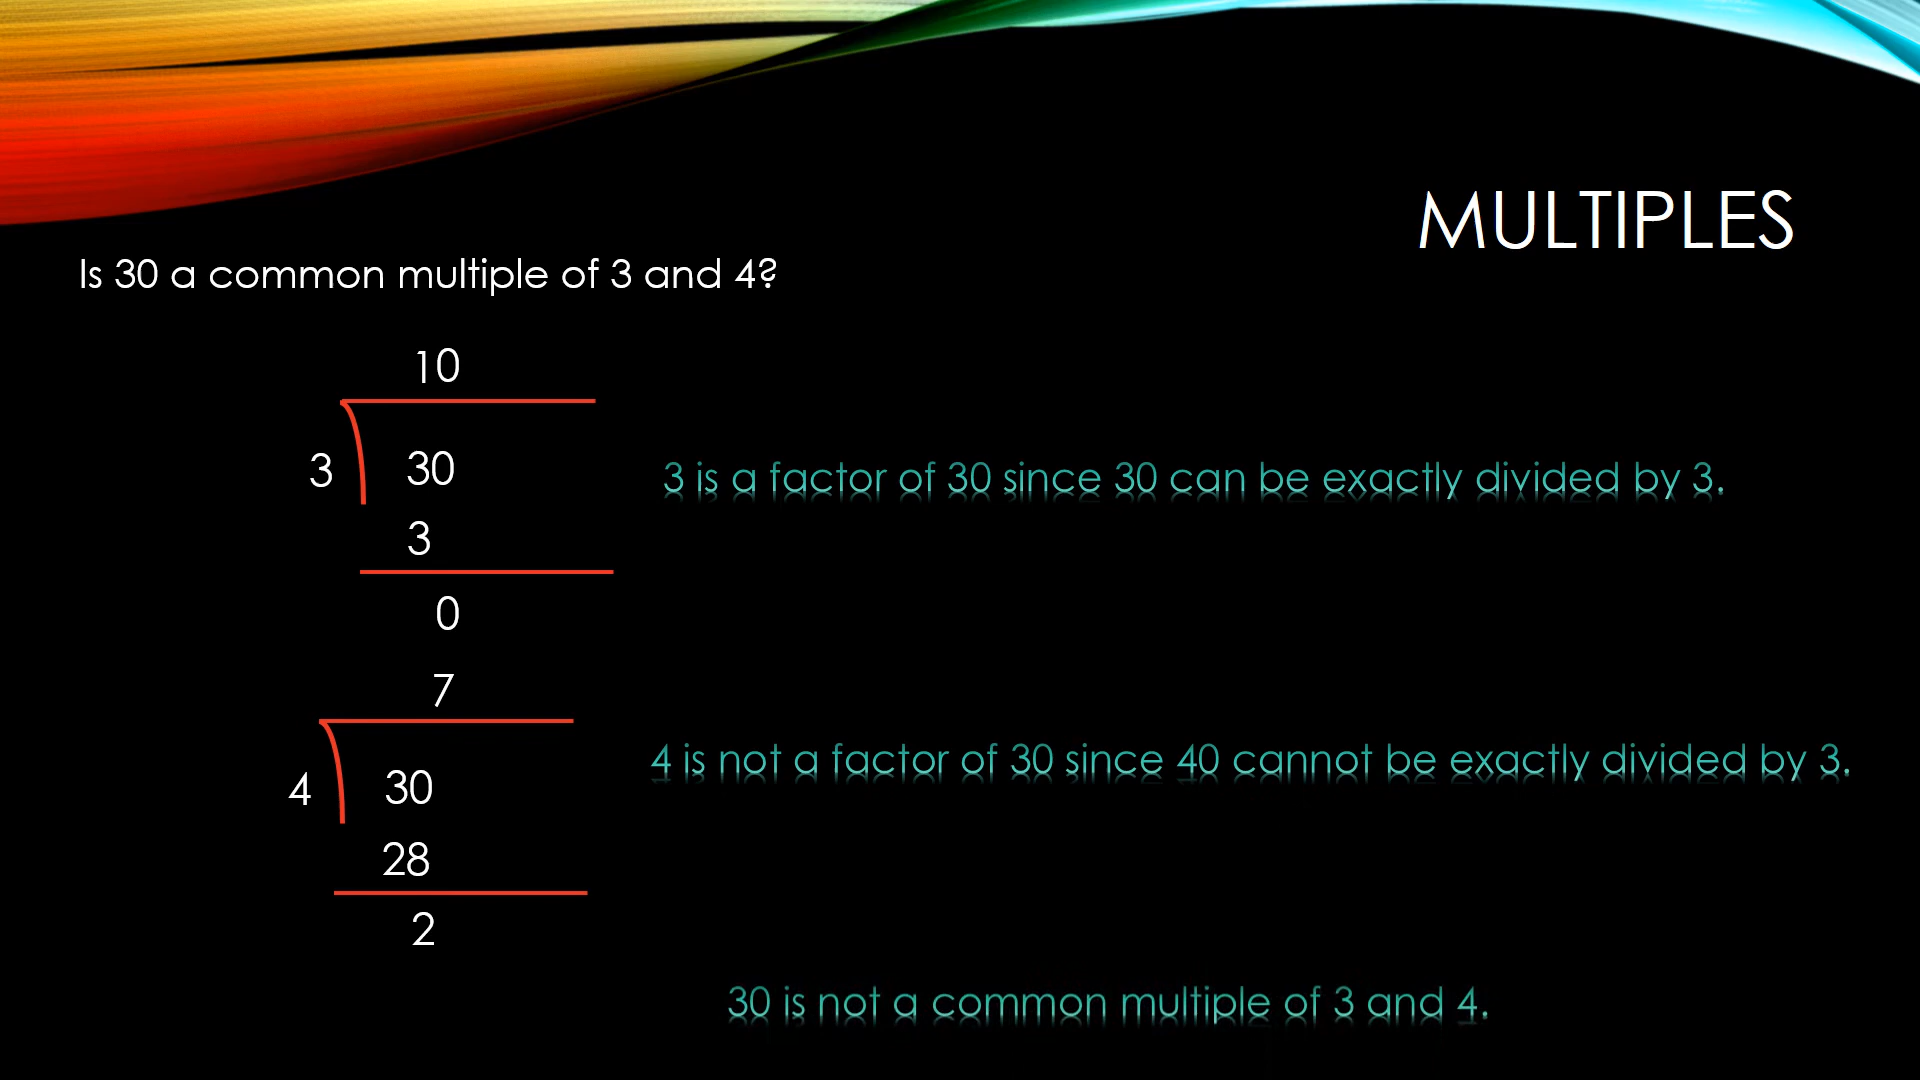 MULTIPLES
Is 30 a common multiple of 3 and 4?
10
3 30
3
0
3 is a factor of 30 since 30 can be exactly divided by 3.
7
4 30
28
2
4 is not a factor of 30 since 40 cannot be exactly divided by 3.
30 is not a common multiple of 3 and 4.